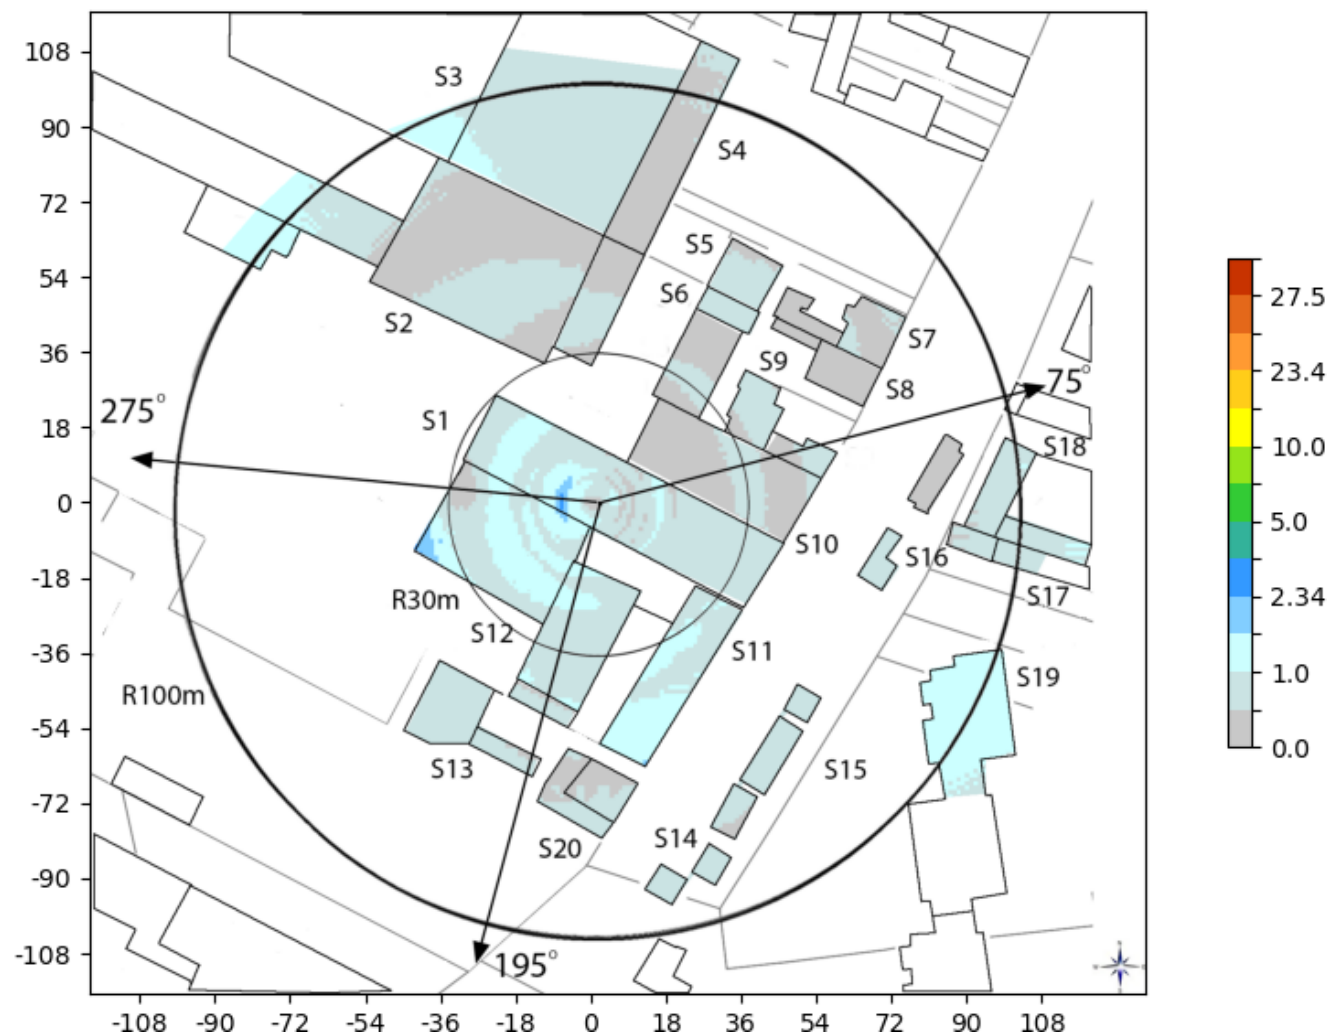 108
90
72
54
36
18
0
-18
-36
-54
-72
-90
-108
S3
S4
S5
S6
S2
S7
S9
S8
75°
275°
S1
S18
S10
S16
S17
R30m
S12
S11
S19
R100m
S13
S15
S14
S20
195°
27.5
23.4
10.0
5.0
2.34
1.0
0.0
-108 -90 -72 -54 -36 -18 0 18 36 54 72 90 108